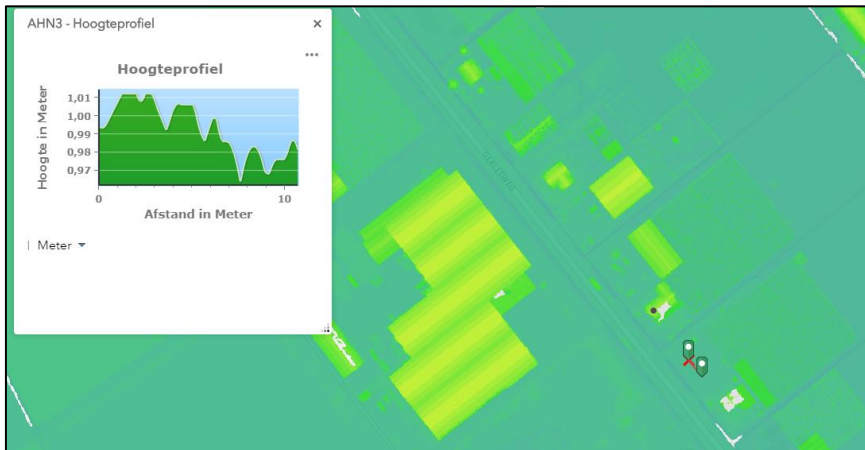 AHN3 - Hoogteprofiel
Hoogteprofiel
Hoogte in Meter
1,01
1,00
0,99
0,98
0,97
0
10
Afstand in Meter
Meter